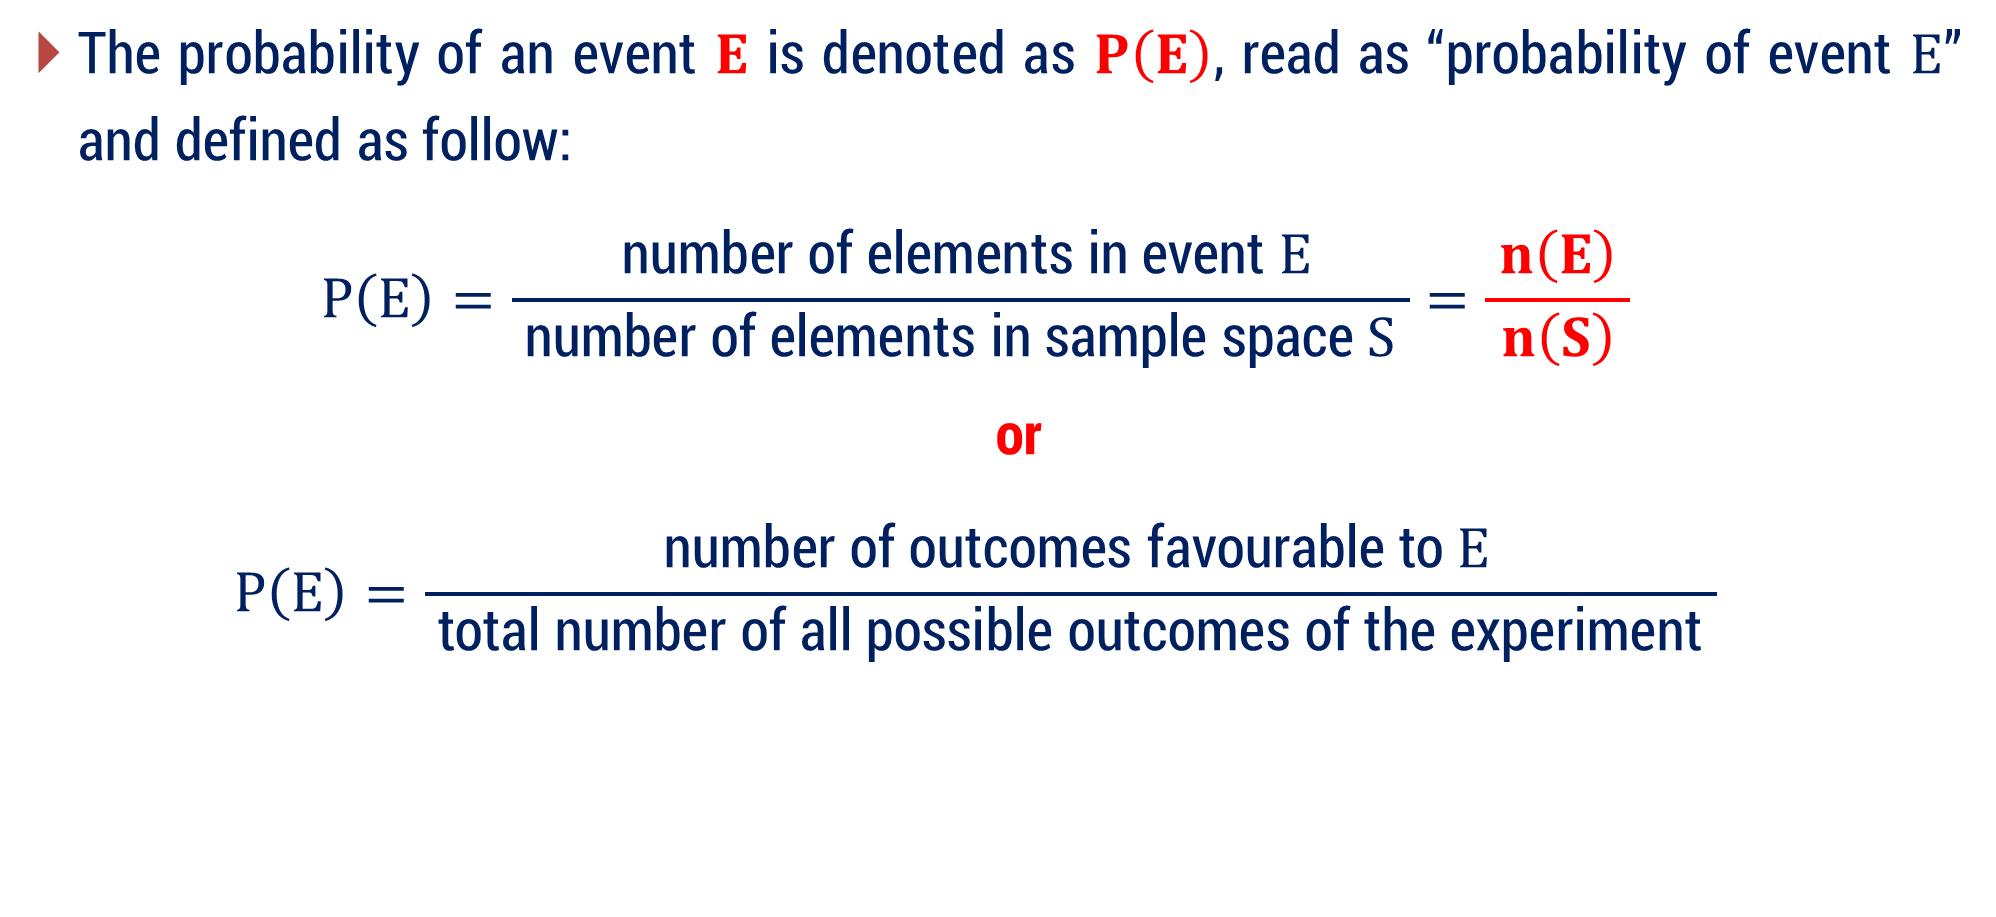 The probability of an event E is denoted as P(E), read as “probability of event E”
and defined as follow:
P(E) = number of elements in event E / number of elements in sample space S = n(E) / n(S)
or
P(E) = number of outcomes favourable to E / total number of all possible outcomes of the experiment